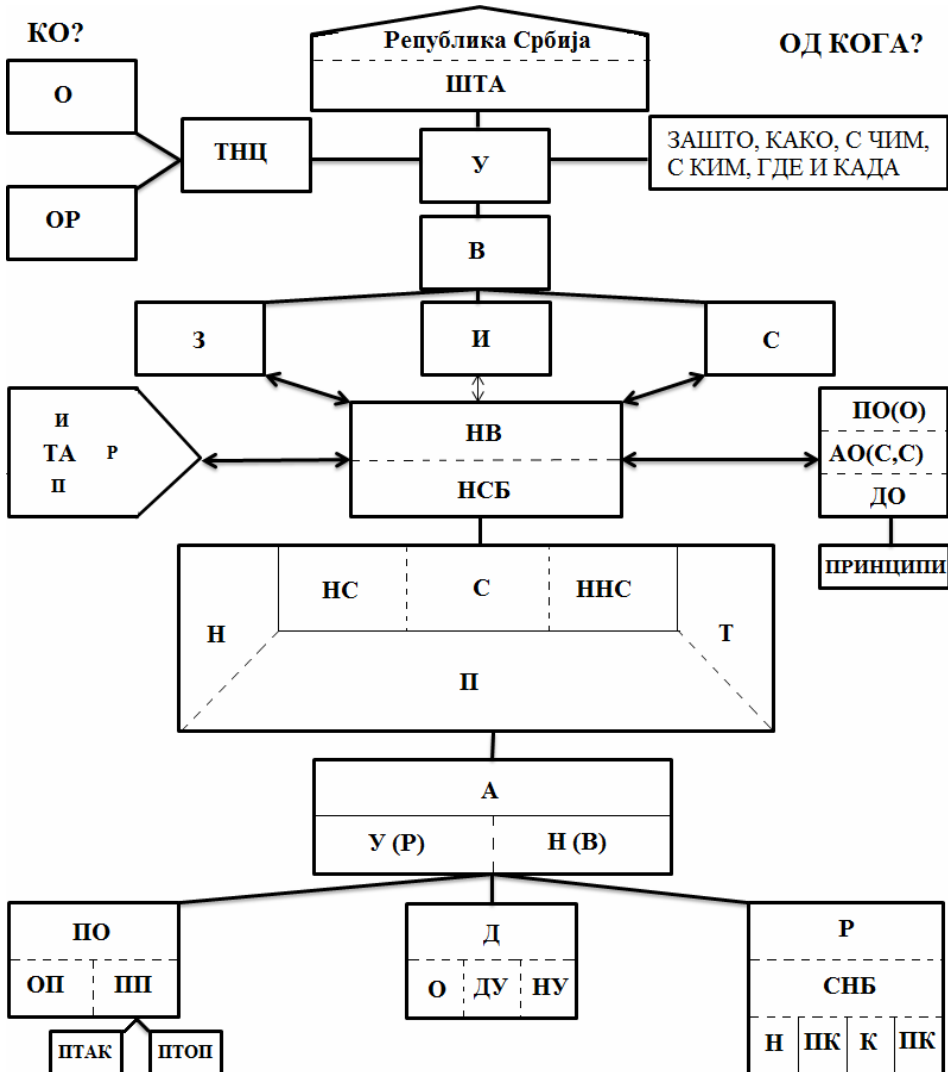 КО?
Република Србија
ОД КОГА?
ШТА
О
ТНЦ
У
ЗАШТО, КАКО, С ЧИМ,
С КИМ, ГДЕ И КАДА
ОР
В
З
И
С
И
ТА Р
П
НВ
НСБ
ПО(О)
АО(С,С)
ДО
ПРИНЦИПИ
НС
С
ННС
Н
Т
П
А
У (Р)
Н (В)
ПО
ОП
ПП
ПТАК
ПТОП
Д
О
ДУ
НУ
Р
СНБ
Н
ПК
К
ПК